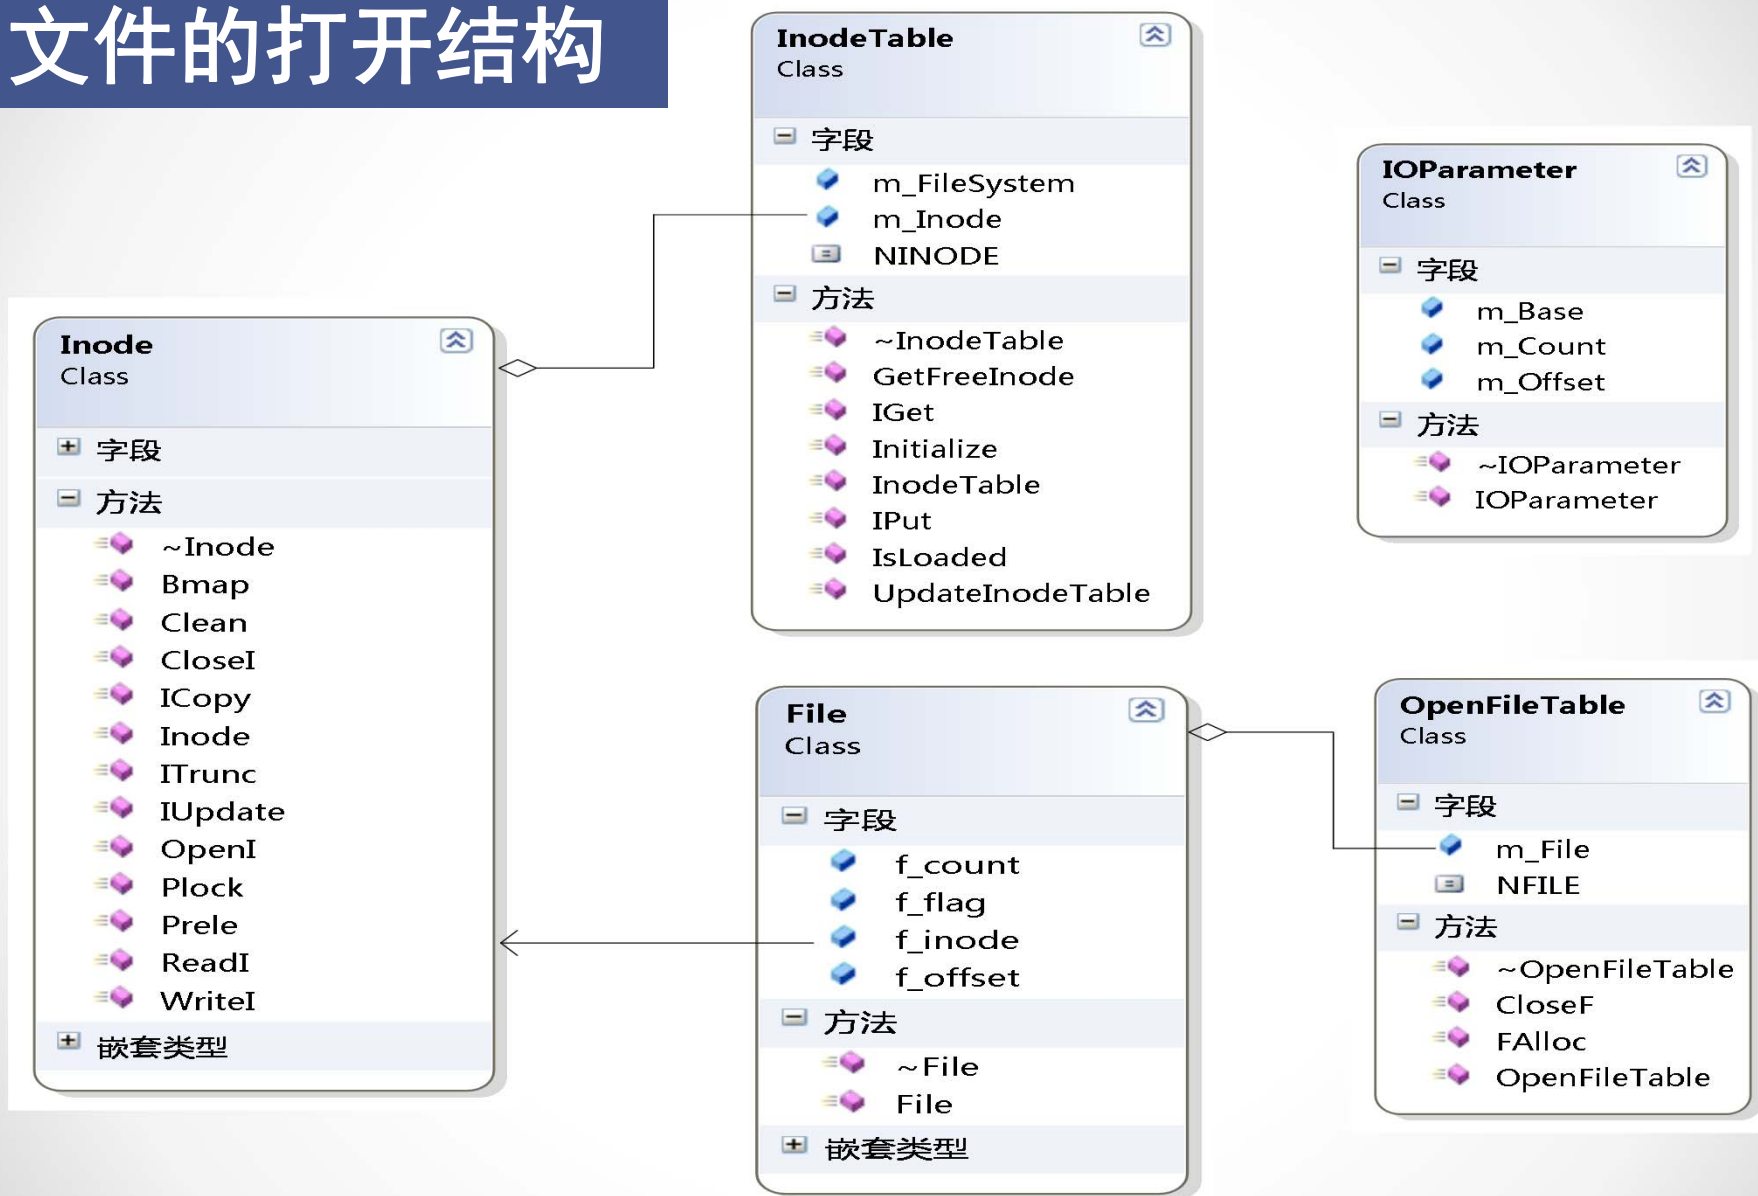 文件的打开结构
InodeTable
Class
字段
m_FileSystem
m_Inode
NINODE
方法
~InodeTable
GetFreeInode
IGet
Initialize
InodeTable
IPut
IsLoaded
UpdateInodeTable
IOParameter
Class
字段
m_Base
m_Count
m_Offset
方法
~IOParameter
IOParameter
Inode
Class
字段
方法
~Inode
Bmap
Clean
CloseI
ICopy
Inode
ITrunc
IUpdate
OpenI
Plock
Prele
ReadI
WriteI
嵌套类型
File
Class
字段
f_count
f_flag
f_inode
f_offset
方法
~File
File
嵌套类型
OpenFileTable
Class
字段
m_File
NFILE
方法
~OpenFileTable
CloseF
FAlloc
OpenFileTable